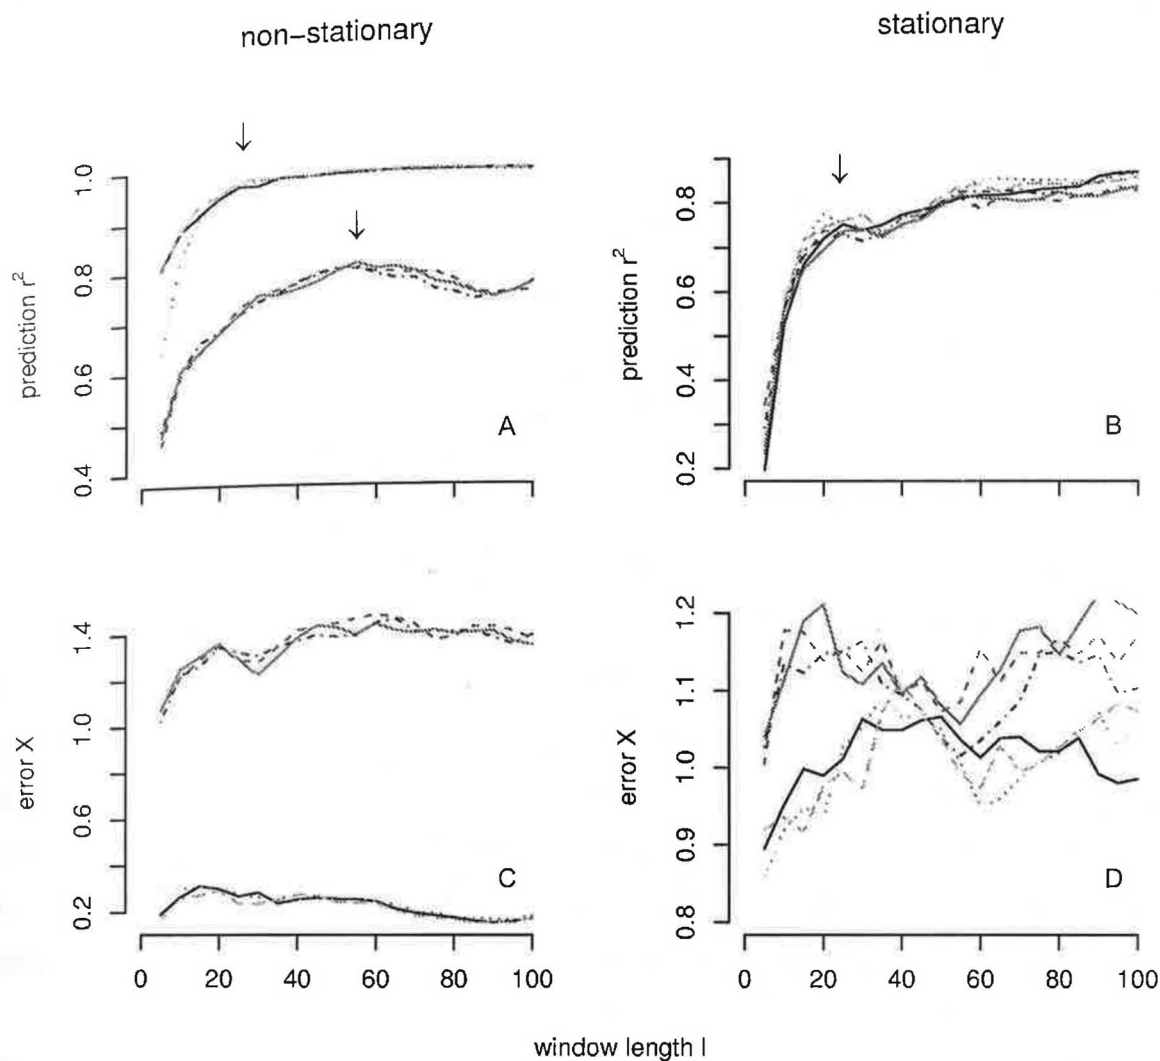 non-stationary
stationary
prediction r²
1.0
0.8
0.6
0.4
A
prediction r²
0.8
0.6
0.4
0.2
B
error X
1.4
1.0
0.6
0.2
C
0 20 40 60 80 100
error X
1.2
1.1
1.0
0.9
0.8
D
0 20 40 60 80 100
window length l